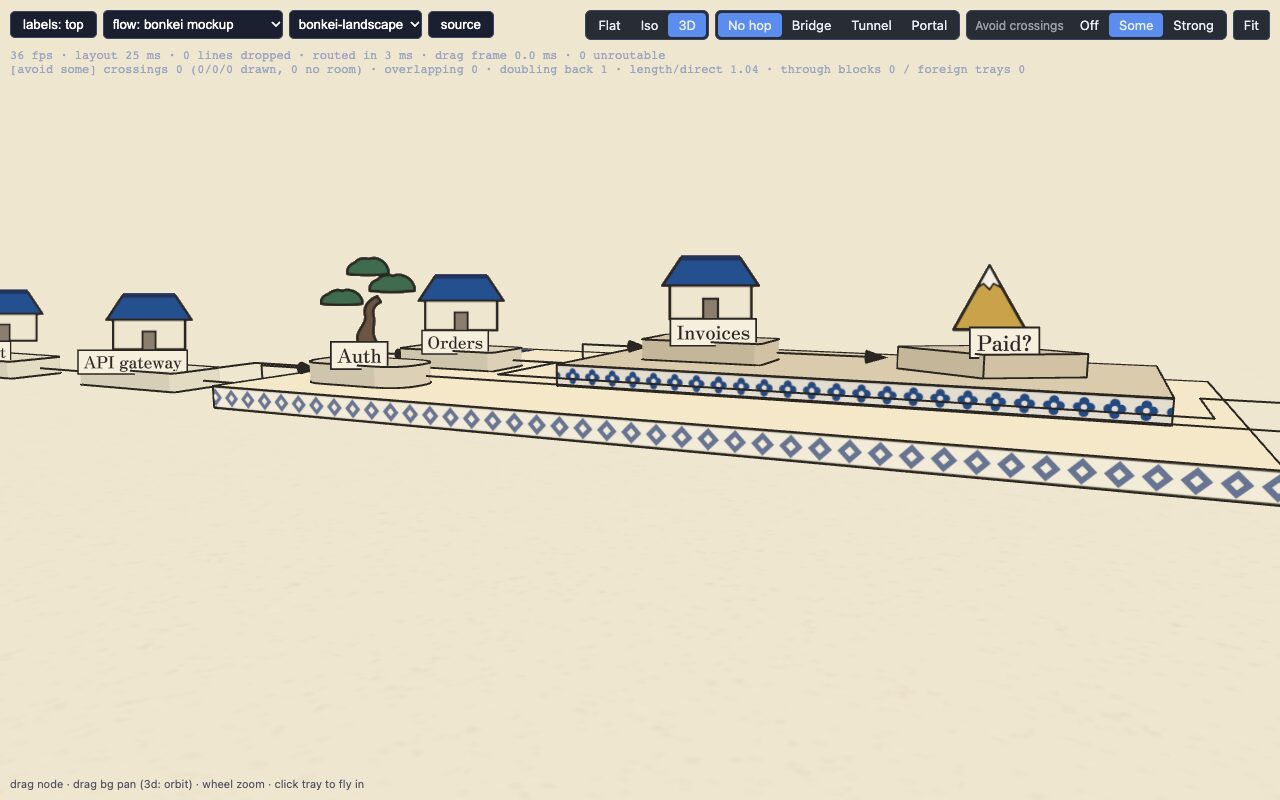 labels: top flow: bonkei mockup bonkei-landscape source Flat Iso 3D No hop Bridge Tunnel Portal Avoid crossings Off Some Strong Fit
36 fps · layout 25 ms · 0 lines dropped · routed in 3 ms · drag frame 0.0 ms · 0 unroutable
[avoid some] crossings 0 (0/0/0 drawn, 0 no room) · overlapping 0 · doubling back 1 · length/direct 1.04 · through blocks 0 / foreign trays 0
t
API gateway
Auth
Orders
Invoices
Paid?
drag node · drag bg pan (3d: orbit) · wheel zoom · click tray to fly in